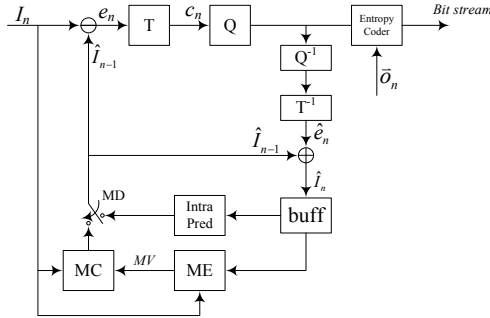 I_n
e_n
T
c_n
Q
Entropy
Coder
Bit stream
Î_{n-1}
Q⁻¹
o⃗_n
T⁻¹
ê_n
Î_{n-1}
Î_n
MD
Intra
Pred
buff
MC
MV
ME